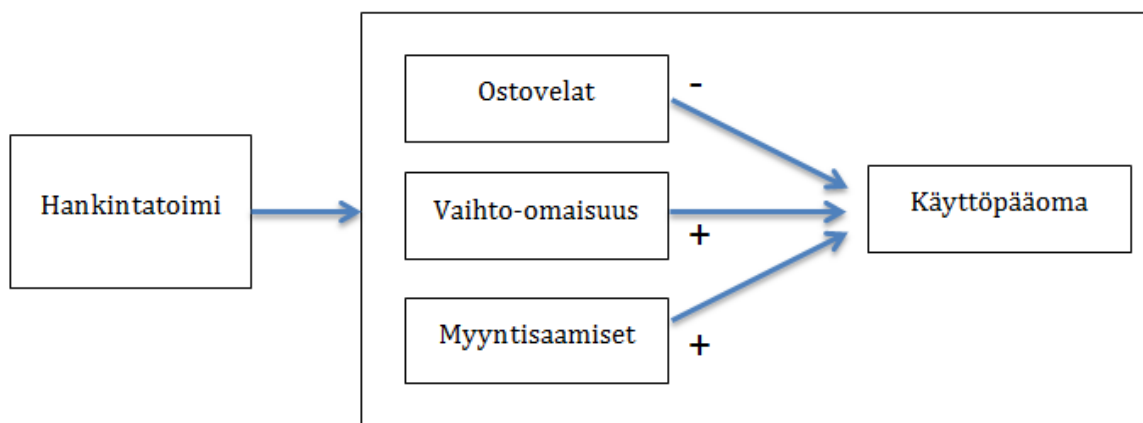 Hankintatoimi
Ostovelat
-
Vaihto-omaisuus
+
Myyntisaamiset
+
Käyttöpääoma